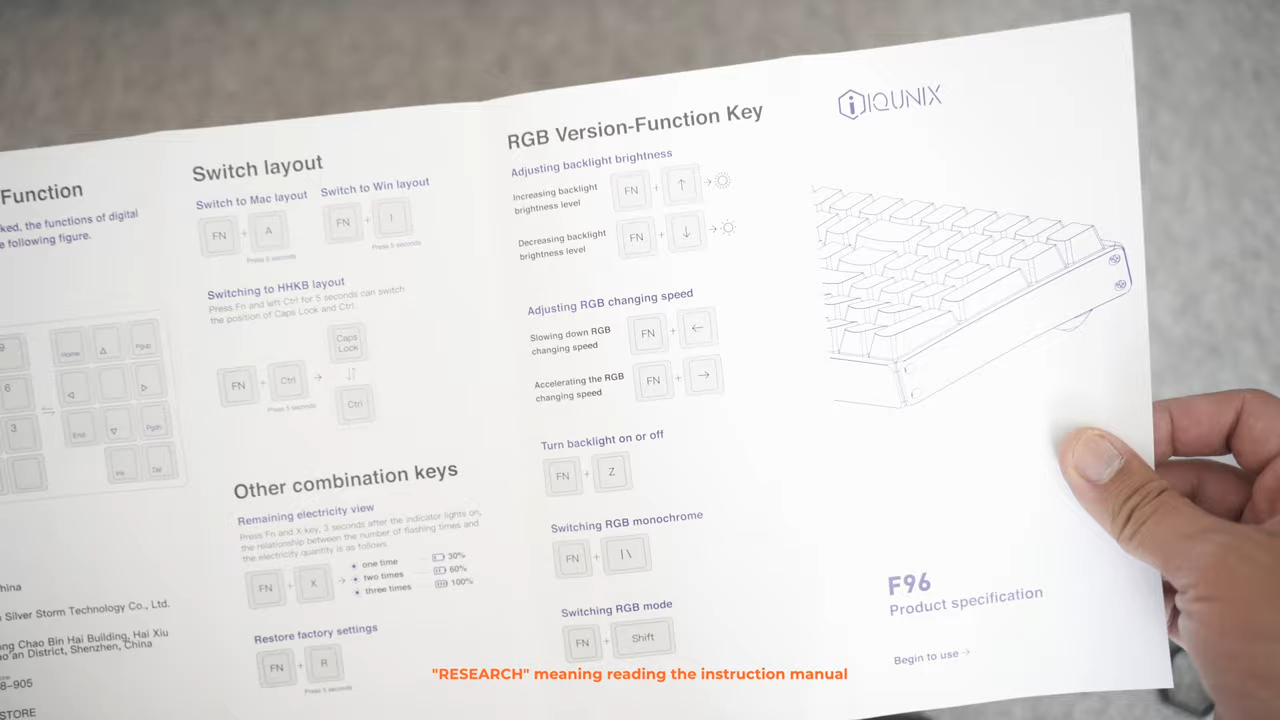 Function
ked, the functions of digital
e following figure.
9
6
3
Home
Pgup
End
Pgdn
Ins
Del
hina
Silver Storm Technology Co., Ltd.
ng Chao Bin Hai Building, Hai Xiu
o'an District, Shenzhen, China
8-905
STORE
Switch layout
Switch to Mac layout
FN + A
Press 5 seconds
Switch to Win layout
FN + I
Press 5 seconds
Switching to HHKB layout
Press Fn and left Ctrl for 5 seconds can switch
the position of Caps Lock and Ctrl.
FN + Ctrl →
Press 5 seconds
Caps
Lock
Ctrl
Other combination keys
Remaining electricity view
Press Fn and X key, 3 seconds after the indicator lights on,
the relationship between the number of flashing times and
the electricity quantity is as follows.
FN + X →
one time 30%
two times 60%
three times 100%
Restore factory settings
FN + R
Press 5 seconds
RGB Version-Function Key
Adjusting backlight brightness
Increasing backlight
brightness level
FN + ↑ →
Decreasing backlight
brightness level
FN + ↓ →
Adjusting RGB changing speed
Slowing down RGB
changing speed
FN + ←
Accelerating the RGB
changing speed
FN + →
Turn backlight on or off
FN + Z
Switching RGB monochrome
FN + | \
Switching RGB mode
FN + Shift
IQUNIX
F96
Product specification
Begin to use →
"RESEARCH" meaning reading the instruction manual